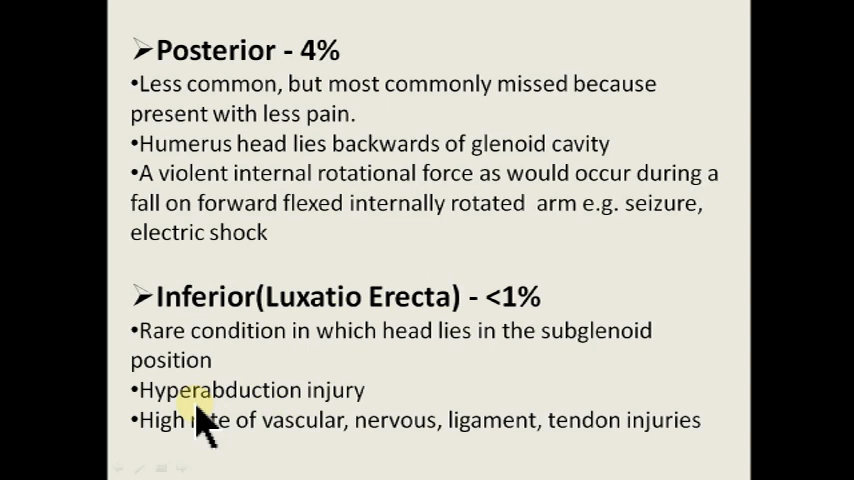 ➢Posterior - 4%
•Less common, but most commonly missed because
present with less pain.
•Humerus head lies backwards of glenoid cavity
•A violent internal rotational force as would occur during a
fall on forward flexed internally rotated arm e.g. seizure,
electric shock
➢Inferior(Luxatio Erecta) - <1%
•Rare condition in which head lies in the subglenoid
position
•Hyperabduction injury
•High rate of vascular, nervous, ligament, tendon injuries